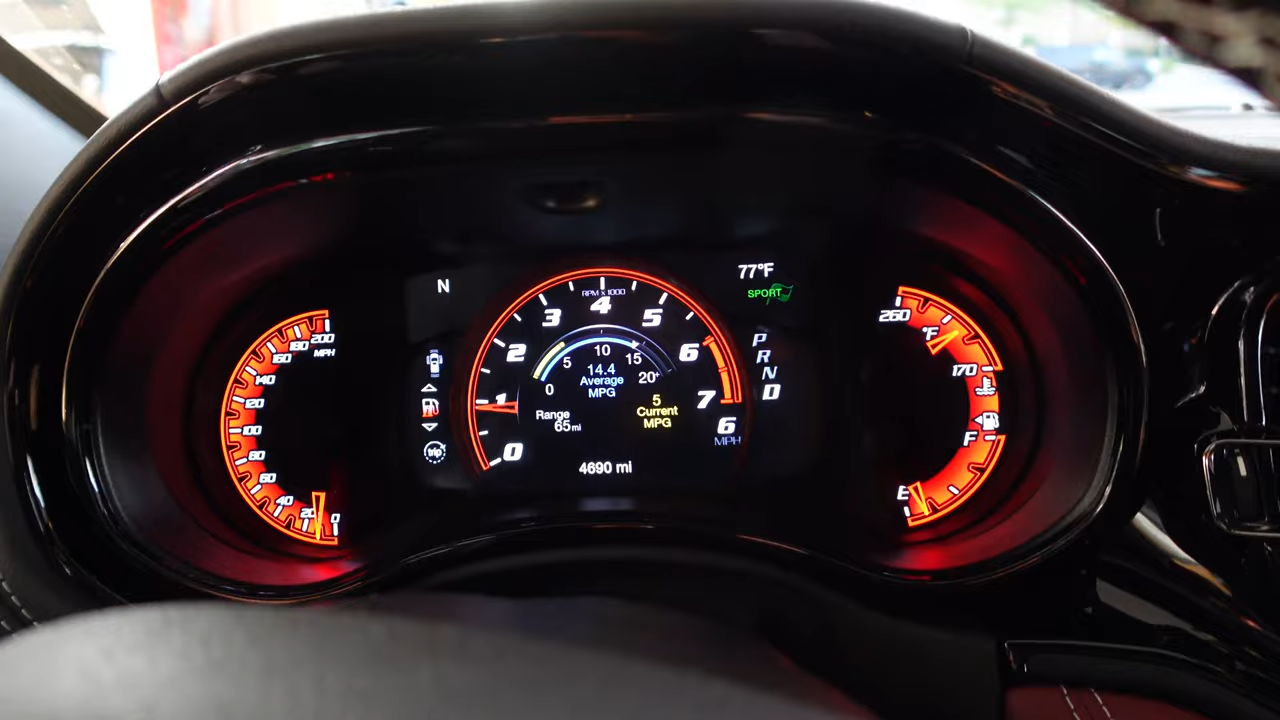 200
180
160
MPH
140
120
100
80
60
40
20
0
N
trip
RPM x 1000
4
3
5
2
6
1
7
0
10
5
15
0
20+
14.4
Average
MPG
5
Current
MPG
Range
65 mi
6
MPH
4690 mi
77°F
SPORT
P
R
N
D
260
°F
170
F
E